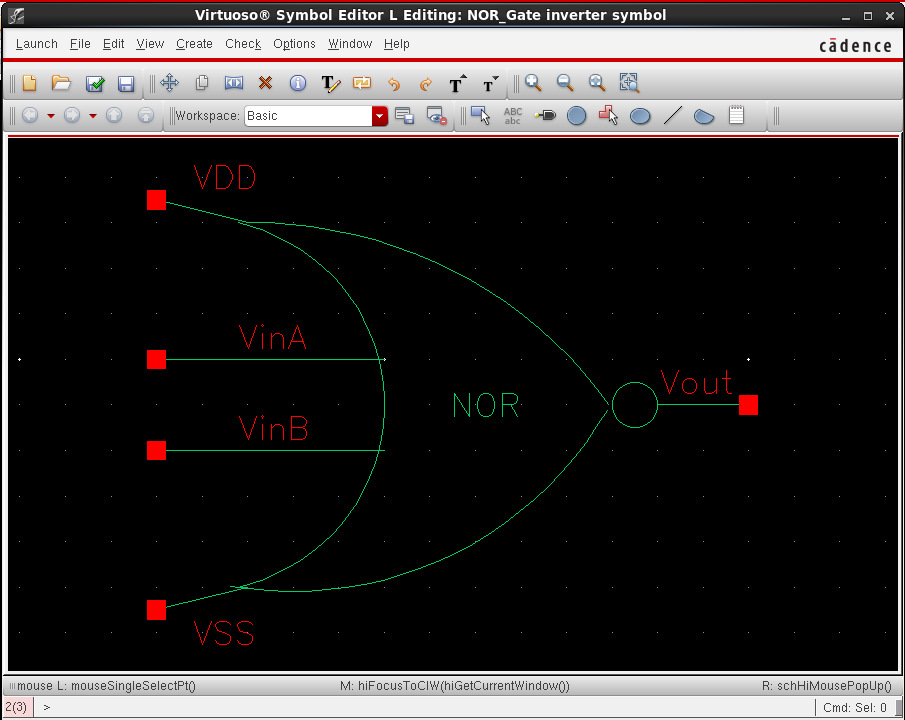 Virtuoso® Symbol Editor L Editing: NOR_Gate inverter symbol
Launch File Edit View Create Check Options Window Help
cādence
T T T
Workspace: Basic
ABC
abc
VDD
VinA
Vout
NOR
VinB
VSS
mouse L: mouseSingleSelectPt() M: hiFocusToCIW(hiGetCurrentWindow()) R: schHiMousePopUp()
2(3) > Cmd: Sel: 0